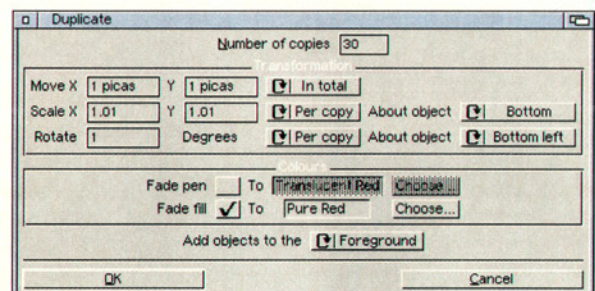 Duplicate
Number of copies 30
Transformation
Move X 1 picas Y 1 picas In total
Scale X 1.01 Y 1.01 Per copy About object Bottom
Rotate 1 Degrees Per copy About object Bottom left
Colours
Fade pen To Translucent Red Choose...
Fade fill To Pure Red Choose...
Add objects to the Foreground
OK Cancel